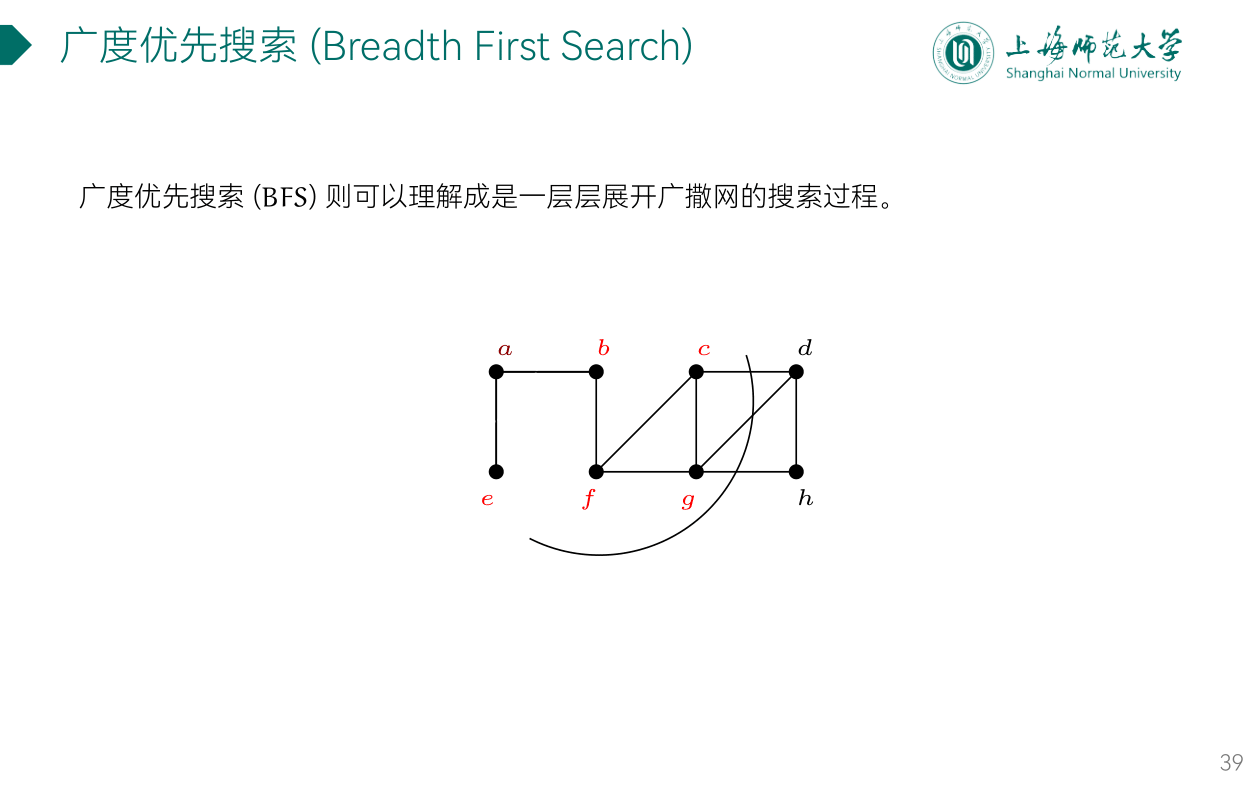 广度优先搜索 (Breadth First Search)
上海师范大学
Shanghai Normal University
广度优先搜索 (BFS) 则可以理解成是一层层展开广撒网的搜索过程。
a b c d
e f g h
39